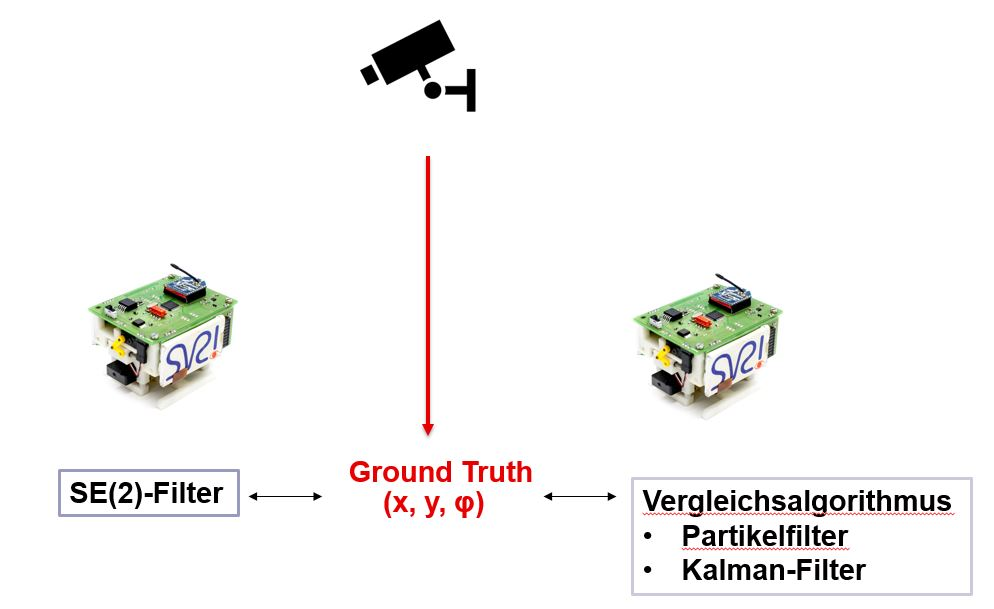 SE(2)-Filter
Ground Truth
(x, y, φ)
Vergleichsalgorithmus
• Partikelfilter
• Kalman-Filter